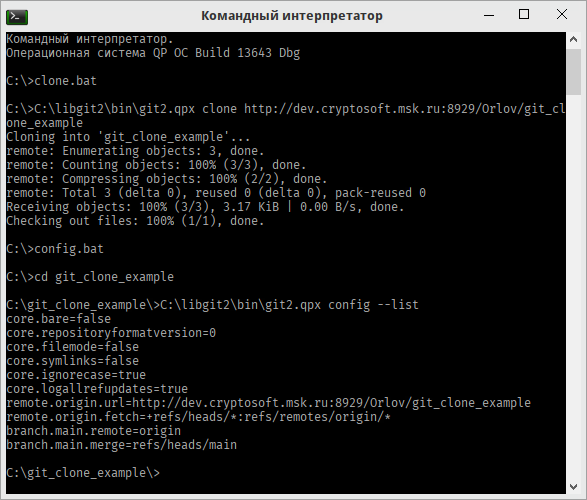 Командный интерпретатор
Командный интерпретатор.
Операционная система QP ОС Build 13643 Dbg
C:\>clone.bat
C:\>C:\libgit2\bin\git2.qpx clone http://dev.cryptosoft.msk.ru:8929/Orlov/git_cl
one_example
Cloning into 'git_clone_example'...
remote: Enumerating objects: 3, done.
remote: Counting objects: 100% (3/3), done.
remote: Compressing objects: 100% (2/2), done.
remote: Total 3 (delta 0), reused 0 (delta 0), pack-reused 0
Receiving objects: 100% (3/3), 3.17 KiB | 0.00 B/s, done.
Checking out files: 100% (1/1), done.
C:\>config.bat
C:\>cd git_clone_example
C:\git_clone_example\>C:\libgit2\bin\git2.qpx config --list
core.bare=false
core.repositoryformatversion=0
core.filemode=false
core.symlinks=false
core.ignorecase=true
core.logallrefupdates=true
remote.origin.url=http://dev.cryptosoft.msk.ru:8929/Orlov/git_clone_example
remote.origin.fetch=+refs/heads/*:refs/remotes/origin/*
branch.main.remote=origin
branch.main.merge=refs/heads/main
C:\git_clone_example\>